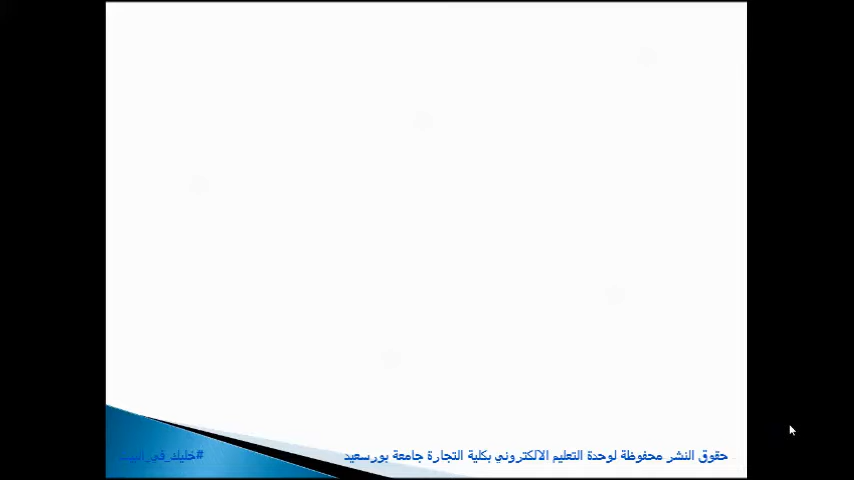 حقوق النشر محفوظة لوحدة التعليم الالكتروني بكلية التجارة جامعة بورسعيد
#خليك_في_البيت